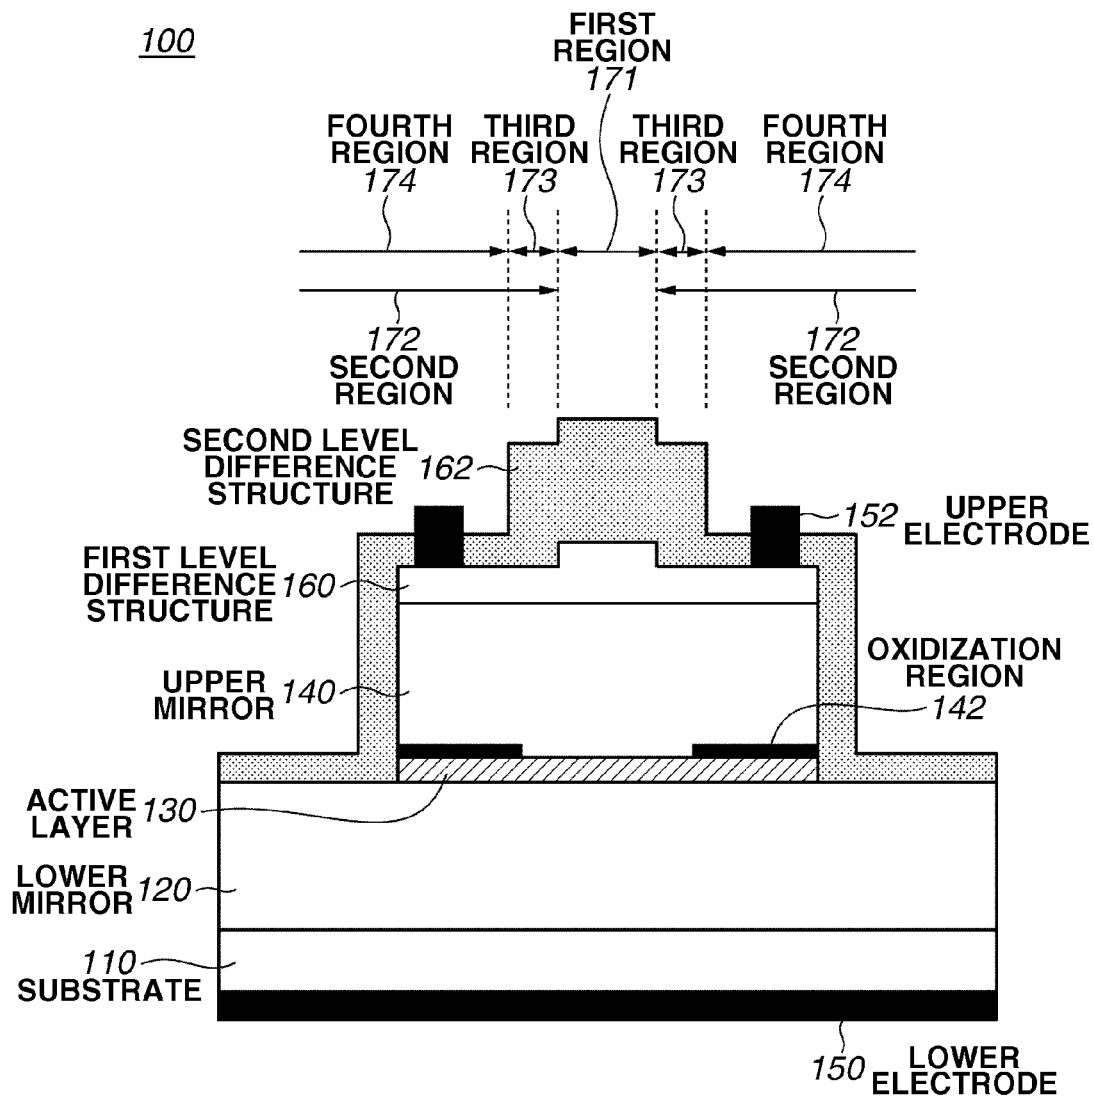 100
FIRST
REGION
171
FOURTH
REGION
174
THIRD
REGION
173
THIRD
REGION
173
FOURTH
REGION
174
172
SECOND
REGION
172
SECOND
REGION
SECOND LEVEL
DIFFERENCE 162
STRUCTURE
152 UPPER
ELECTRODE
FIRST LEVEL
DIFFERENCE 160
STRUCTURE
OXIDIZATION
REGION
142
UPPER
MIRROR 140
ACTIVE
LAYER 130
LOWER
MIRROR 120
110
SUBSTRATE
150 LOWER
ELECTRODE